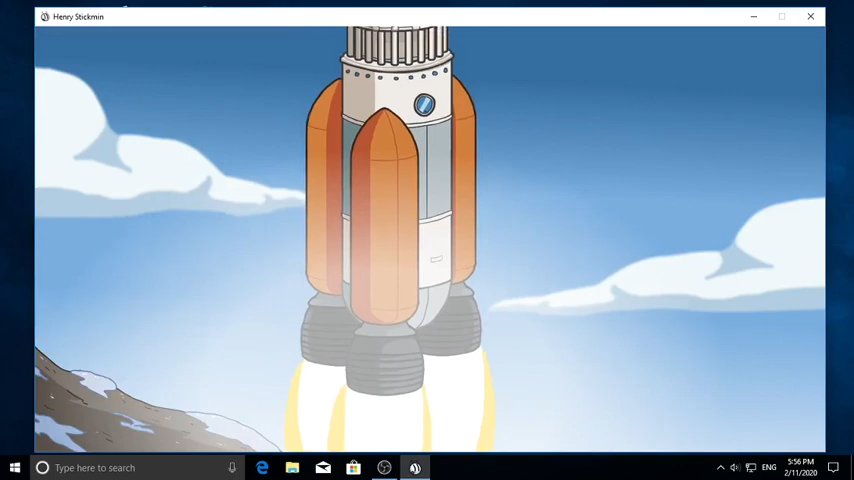 Henry Stickmin
Type here to search
ENG
5:56 PM
2/11/2020